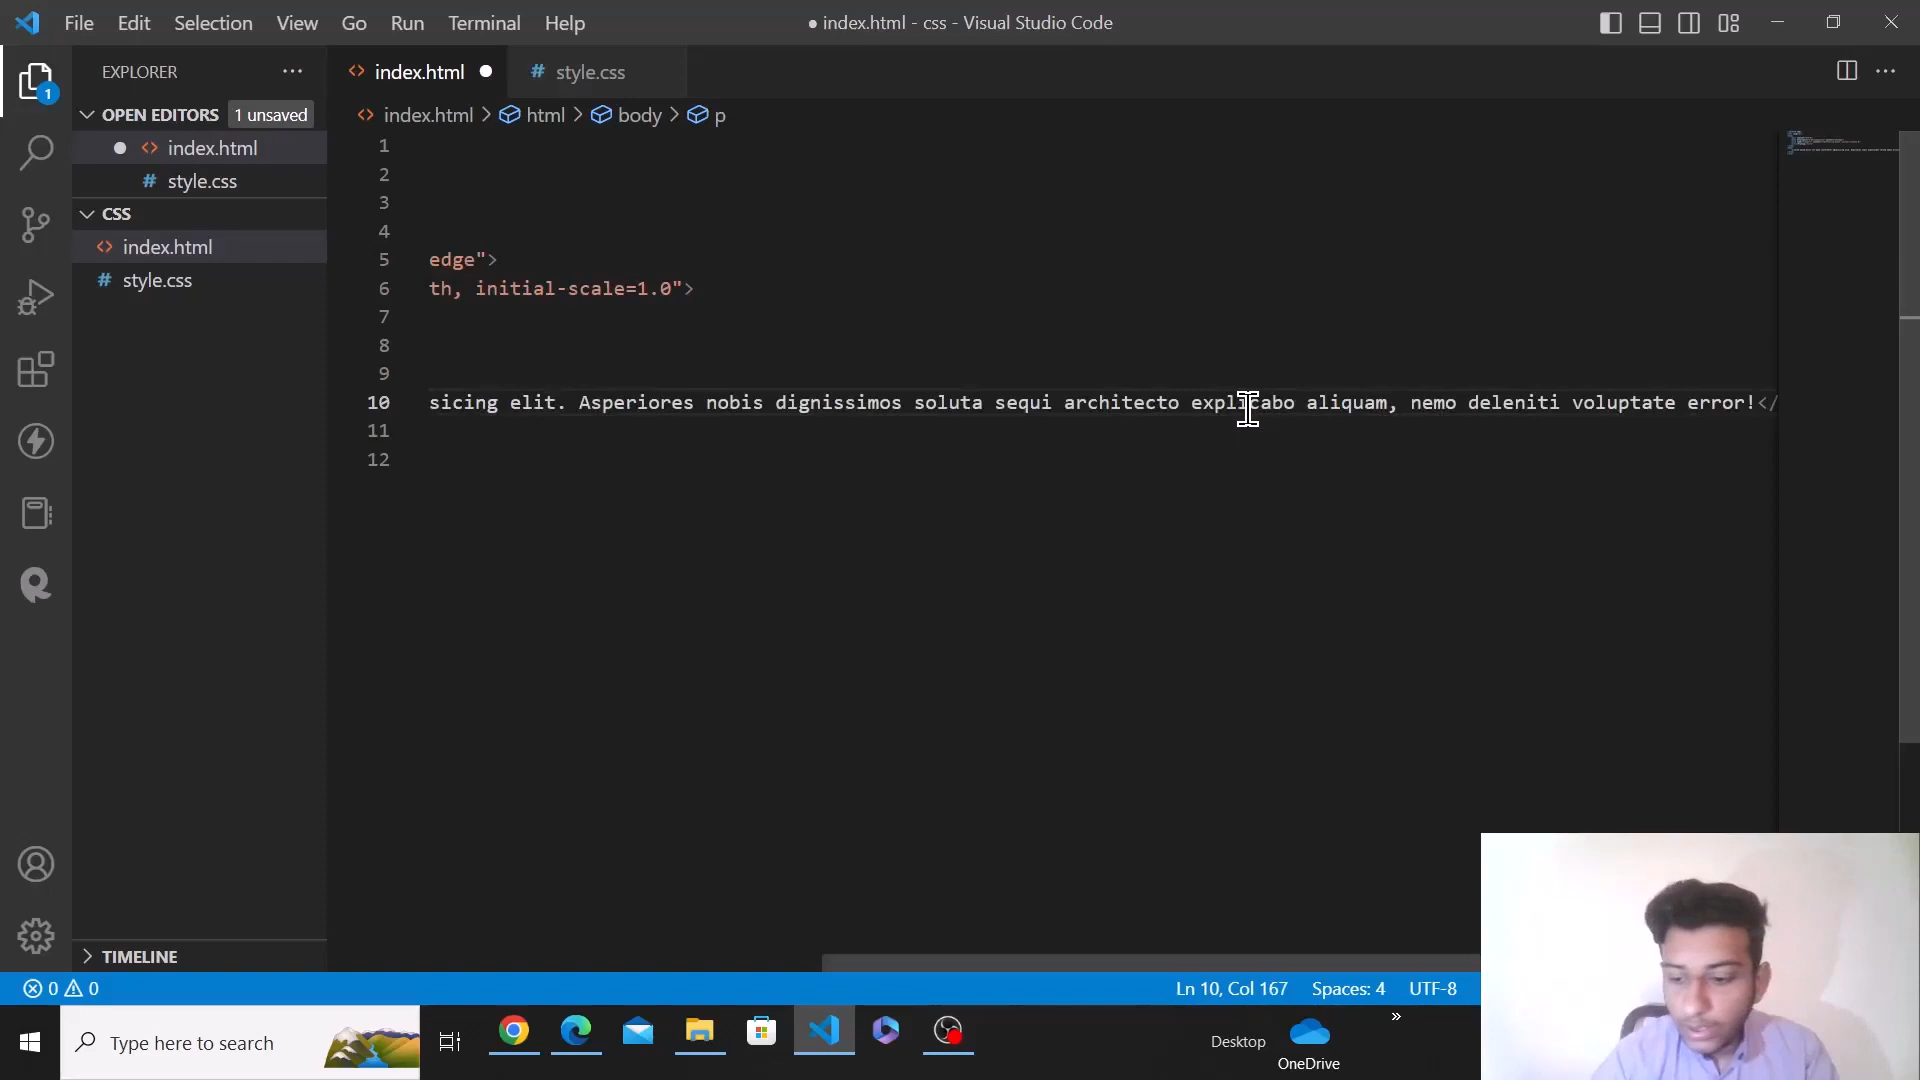 File Edit Selection View Go Run Terminal Help
● index.html - css - Visual Studio Code
EXPLORER
index.html
style.css
OPEN EDITORS 1 unsaved
index.html > html > body > p
index.html
style.css
CSS
index.html
style.css
1
1
2
3
4
5 edge">
6 th, initial-scale=1.0">
7
8
9
10 sicing elit. Asperiores nobis dignissimos soluta sequi architecto explicabo aliquam, nemo deleniti voluptate error!</
11
12
TIMELINE
0 0
Ln 10, Col 167 Spaces: 4 UTF-8
Type here to search
Desktop
OneDrive